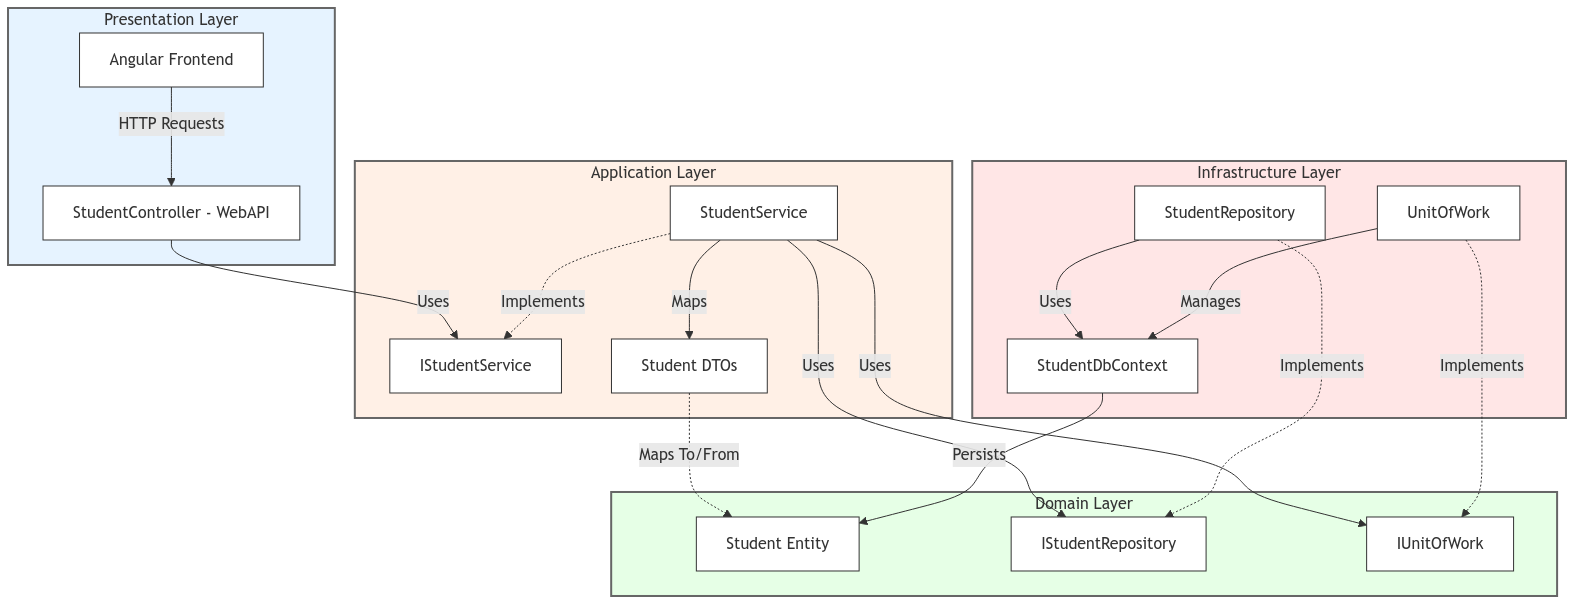 Presentation Layer
Angular Frontend
HTTP Requests
StudentController - WebAPI
Application Layer
StudentService
Uses
Implements
Maps
IStudentService
Student DTOs
Uses
Uses
Infrastructure Layer
StudentRepository
UnitOfWork
Uses
Manages
StudentDbContext
Implements
Implements
Maps To/From
Persists
Domain Layer
Student Entity
IStudentRepository
IUnitOfWork